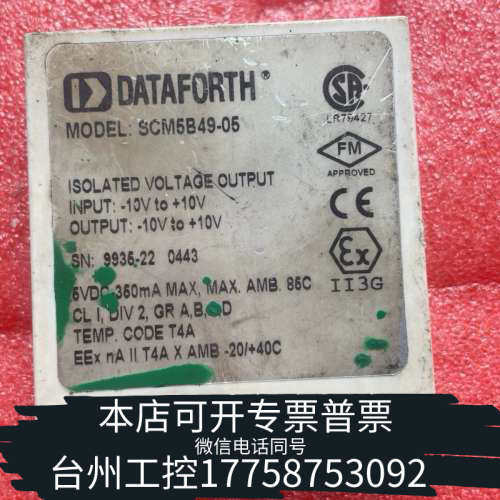 DATAFORTH®
MODEL: SCM5B49-05
LR79427
FM
APPROVED
ISOLATED VOLTAGE OUTPUT
INPUT: -10V to +10V
OUTPUT: -10V to +10V
CE
SN: 9935-22 0443
Ex
II3G
5VDC 350mA MAX, MAX. AMB. 85C
CL I, DIV 2, GR A,B, D
TEMP. CODE T4A
EEx nA II T4A X AMB -20/+40C
本店可开专票普票
微信电话同号
台州工控17758753092